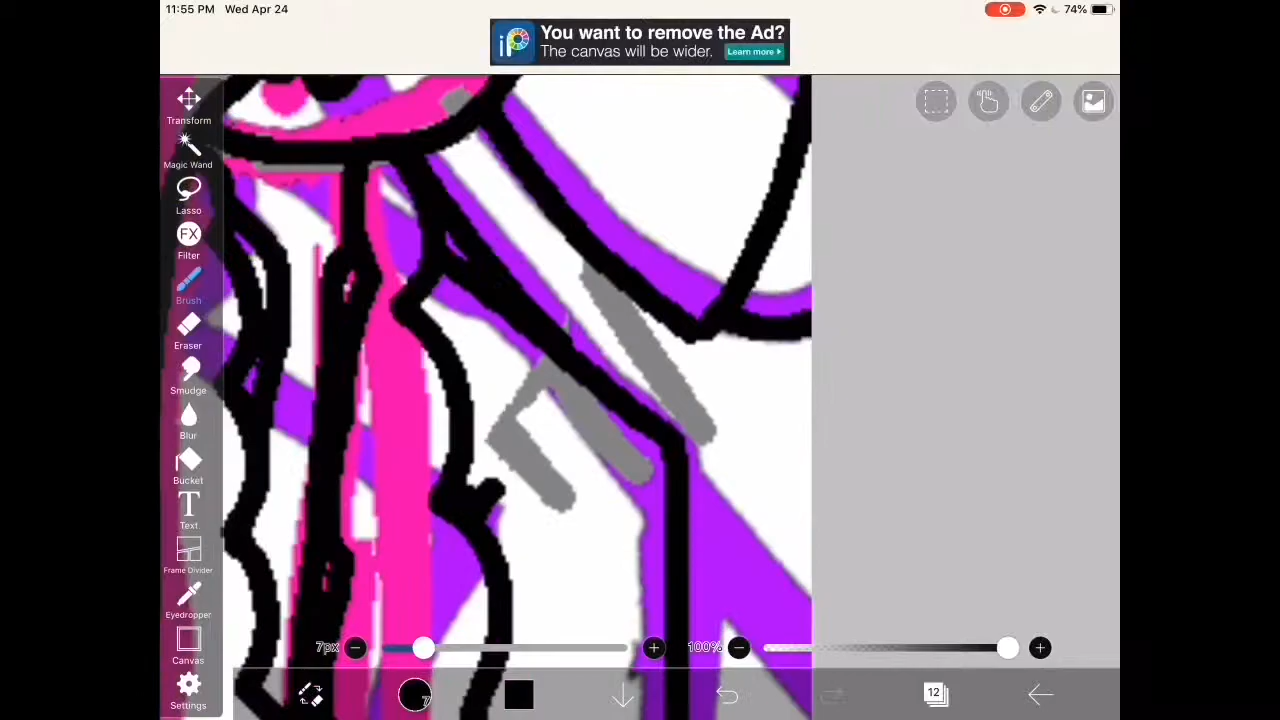 11:55 PM Wed Apr 24
74%
iP
You want to remove the Ad?
The canvas will be wider.
Learn more
Transform
Magic Wand
Lasso
FX
Filter
Brush
Eraser
Smudge
Blur
Bucket
T
Text
Frame Divider
Eyedropper
Canvas
Settings
7px
100%
7
12